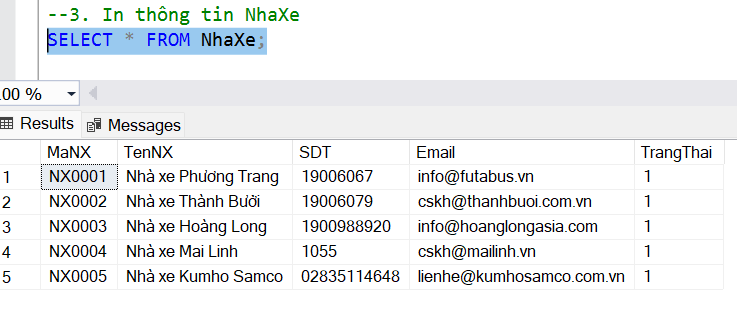 --3. In thông tin NhaXe
SELECT * FROM NhaXe;
.00 %
Results Messages
MaNX TenNX SDT Email TrangThai
1 NX0001 Nhà xe Phương Trang 19006067 info@futabus.vn 1
2 NX0002 Nhà xe Thành Bưởi 19006079 cskh@thanhbuoi.com.vn 1
3 NX0003 Nhà xe Hoàng Long 1900988920 info@hoanglongasia.com 1
4 NX0004 Nhà xe Mai Linh 1055 cskh@mailinh.vn 1
5 NX0005 Nhà xe Kumho Samco 02835114648 lienhe@kumhosamco.com.vn 1